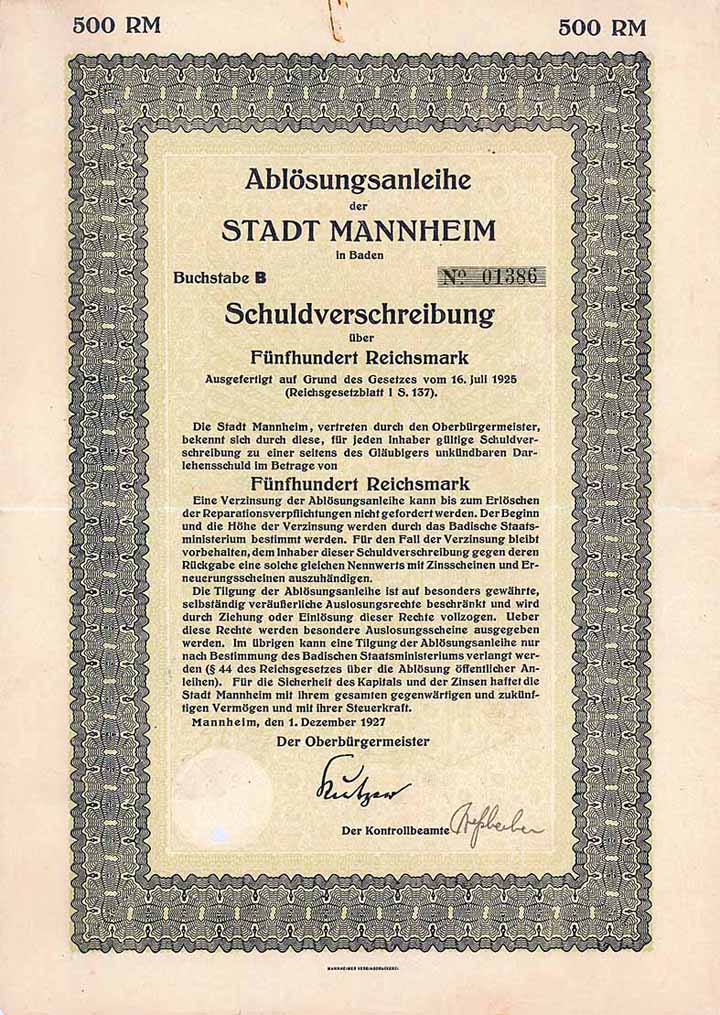 500 RM 500 RM
Ablösungsanleihe
der
STADT MANNHEIM
in Baden
Buchstabe B No 01386
Schuldverschreibung
über
Fünfhundert Reichsmark
Ausgefertigt auf Grund des Gesetzes vom 16. Juli 1925
(Reichsgesetzblatt I S. 137).
Die Stadt Mannheim, vertreten durch den Oberbürgermeister,
bekennt sich durch diese, für jeden Inhaber gültige Schuldver-
schreibung zu einer seitens des Gläubigers unkündbaren Dar-
lehensschuld im Betrage von
Fünfhundert Reichsmark
Eine Verzinsung der Ablösungsanleihe kann bis zum Erlöschen
der Reparationsverpflichtungen nicht gefordert werden. Der Beginn
und die Höhe der Verzinsung werden durch das Badische Staats-
ministerium bestimmt werden. Für den Fall der Verzinsung bleibt
vorbehalten, dem Inhaber dieser Schuldverschreibung gegen deren
Rückgabe eine solche gleichen Nennwerts mit Zinsscheinen und Er-
neuerungsscheinen auszuhändigen.
Die Tilgung der Ablösungsanleihe ist auf besonders gewährte,
selbständig veräußerliche Auslosungsrechte beschränkt und wird
durch Ziehung oder Einlösung dieser Rechte vollzogen. Ueber
diese Rechte werden besondere Auslosungsscheine ausgegeben
werden. Im übrigen kann eine Tilgung der Ablösungsanleihe nur
nach Bestimmung des Badischen Staatsministeriums verlangt wer-
den (§ 44 des Reichsgesetzes über die Ablösung öffentlicher An-
leihen). Für die Sicherheit des Kapitals und der Zinsen haftet die
Stadt Mannheim mit ihrem gesamten gegenwärtigen und zukünf-
tigen Vermögen und mit ihrer Steuerkraft.
Mannheim, den 1. Dezember 1927
Der Oberbürgermeister
Kutzer
Der Kontrollbeamte
MANNHEIMER VEREINSDRUCKEREI